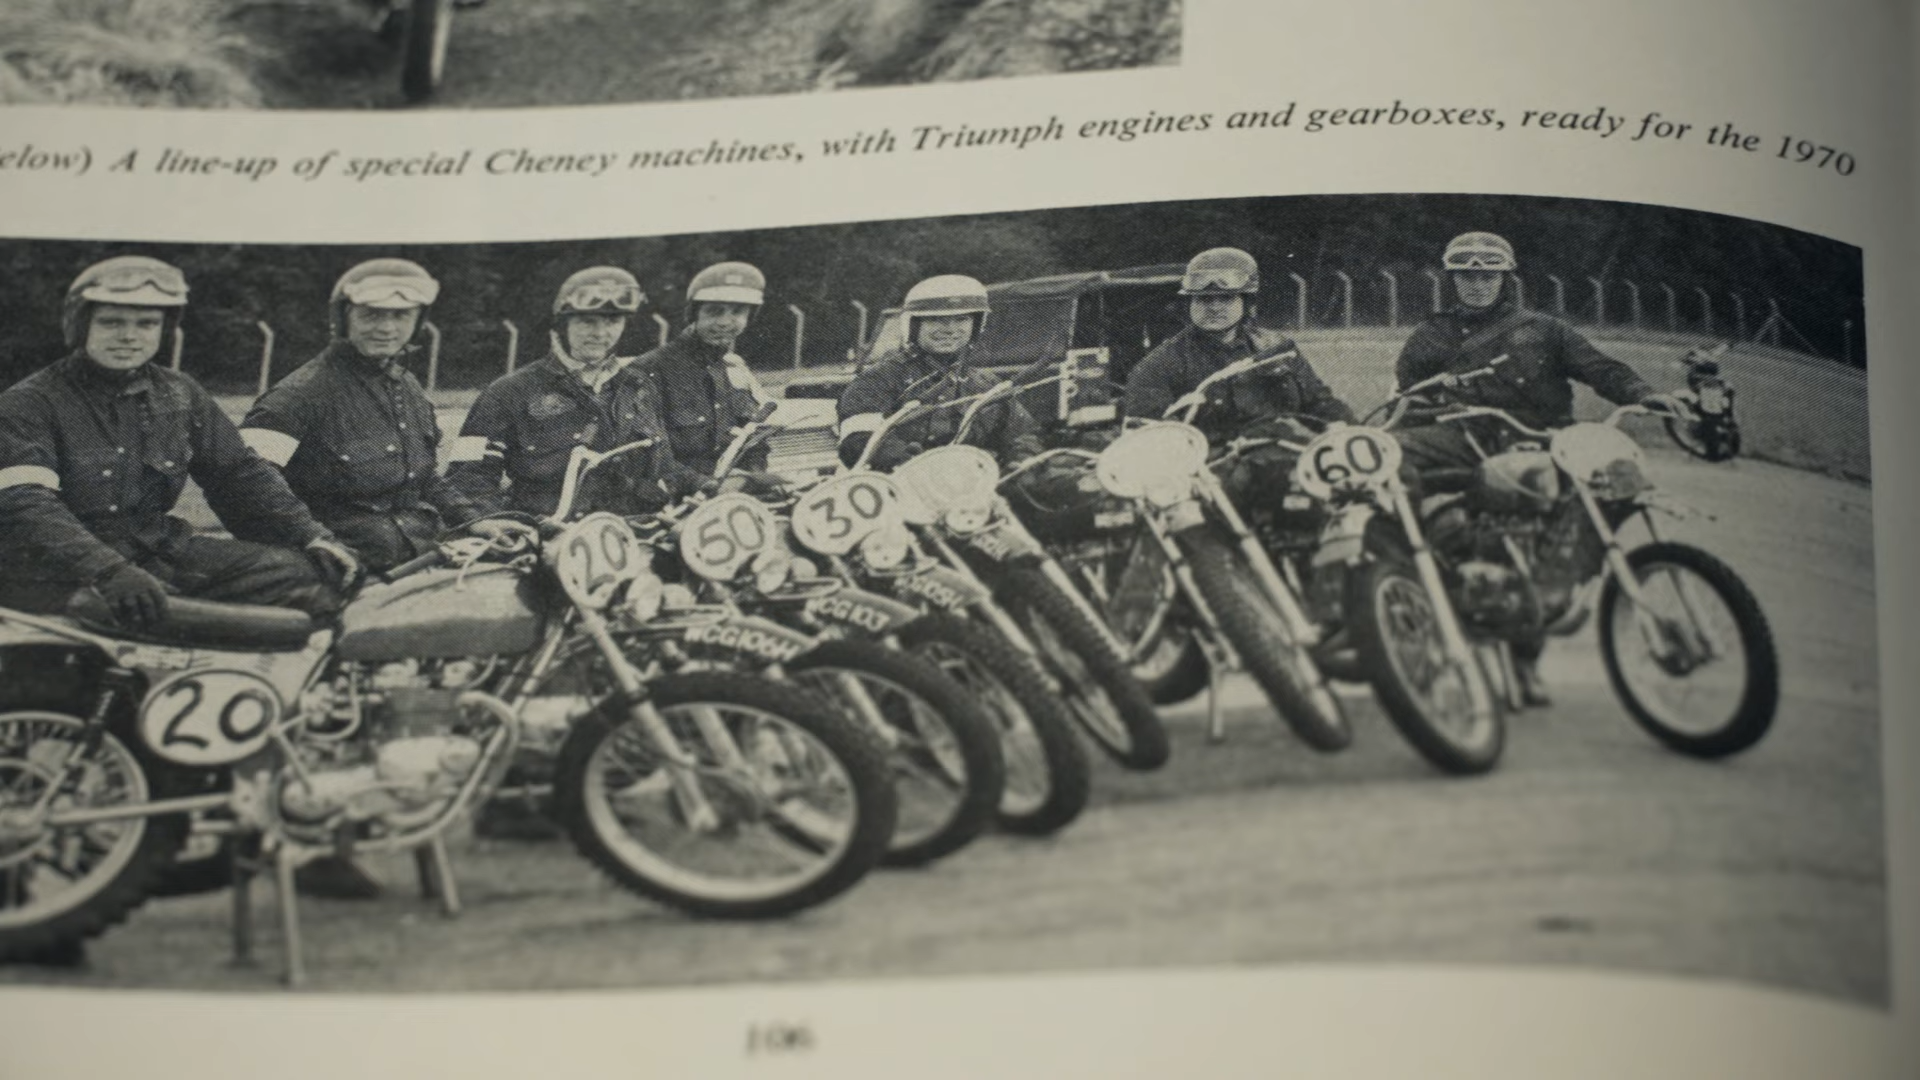 elow) A line-up of special Cheney machines, with Triumph engines and gearboxes, ready for the 1970
20
50
30
60
WCG106H
WCG103
20
106